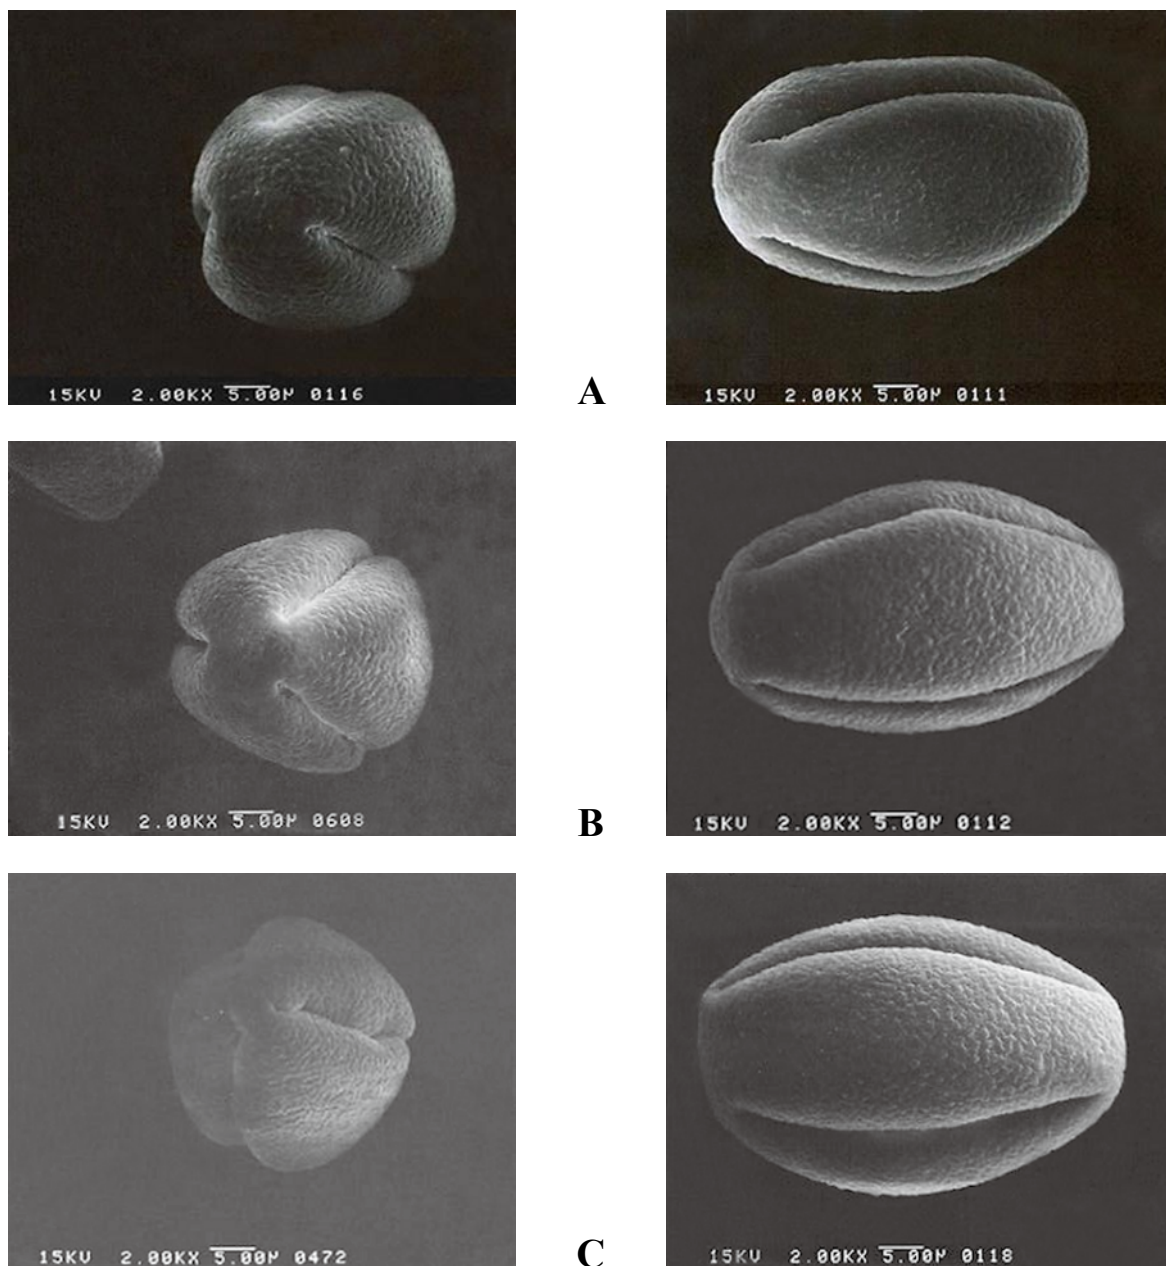 15KV 2.00KX 5.00µ 0116
A
15KV 2.00KX 5.00µ 0111
15KV 2.00KX 5.00µ 0608
B
15KV 2.00KX 5.00µ 0112
15KV 2.00KX 5.00µ 0472
C
15KV 2.00KX 5.00µ 0118